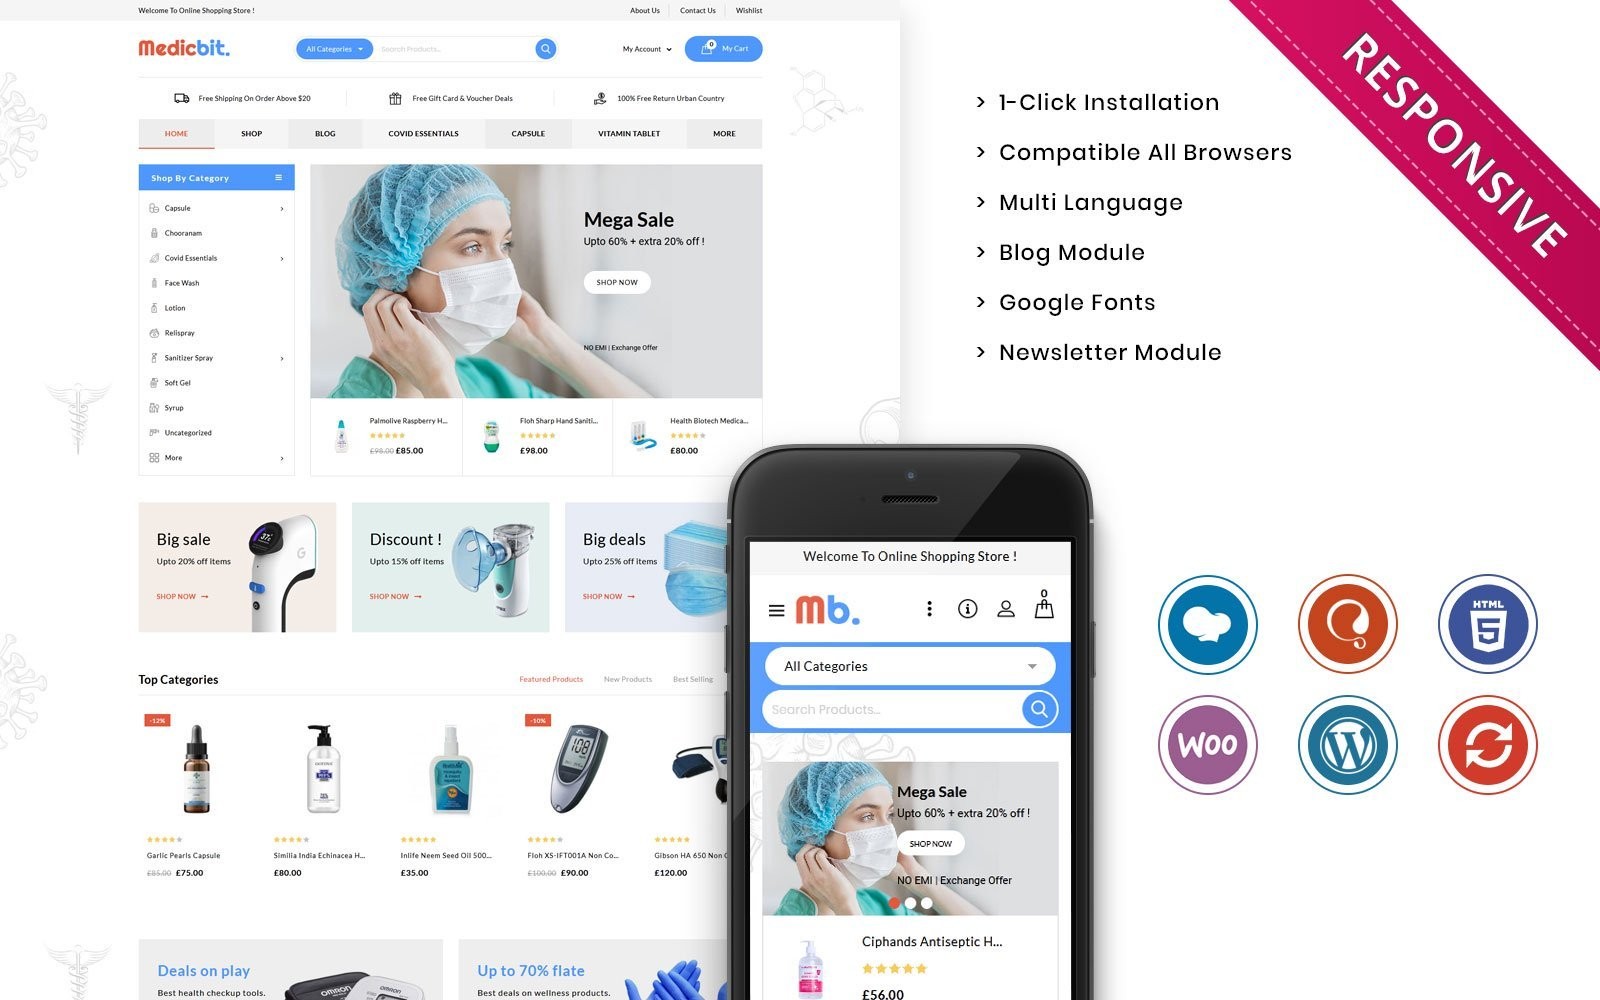 Welcome To Online Shopping Store !
About Us
Contact Us
Wishlist
Medicbit.
All Categories
Search Products...
My Account
0
My Cart
Free Shipping On Order Above $20
Free Gift Card & Voucher Deals
100% Free Return Urban Country
HOME
SHOP
BLOG
COVID ESSENTIALS
CAPSULE
VITAMIN TABLET
MORE
Shop By Category
Capsule
Chooranam
Covid Essentials
Face Wash
Lotion
Relispray
Sanitizer Spray
Soft Gel
Syrup
Uncategorized
More
Mega Sale
Upto 60% + extra 20% off !
SHOP NOW
NO EMI | Exchange Offer
Palmolive Raspberry H...
£98.00 £85.00
Floh Sharp Hand Saniti...
£98.00
Health Biotech Medica...
£80.00
Big sale
Upto 20% off items
SHOP NOW
Discount !
Upto 15% off items
SHOP NOW
Big deals
Upto 25% off items
SHOP NOW
Top Categories
Featured Products
New Products
Best Selling
-12%
Garlic Pearls Capsule
£85.00 £75.00
Similia India Echinacea H...
£80.00
Inlife Neem Seed Oil 500...
£35.00
-10%
108
Floh XS-IFT001A Non Co...
£100.00 £90.00
Gibson HA 650 Non C
£120.00
Deals on play
Best health checkup tools.
OMRON
Up to 70% flate
Best deals on wellness products.
> 1-Click Installation
> Compatible All Browsers
> Multi Language
> Blog Module
> Google Fonts
> Newsletter Module
RESPONSIVE
Welcome To Online Shopping Store !
mb.
0
All Categories
Search Products...
Mega Sale
Upto 60% + extra 20% off !
SHOP NOW
NO EMI | Exchange Offer
Ciphands Antiseptic H...
£56.00
HTML
5
WOO
W